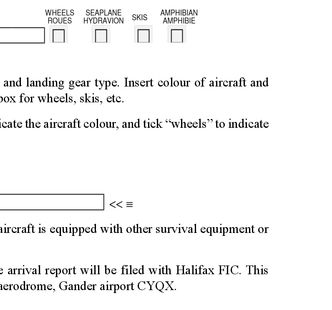 WHEELS SEAPLANE SKIS AMPHIBIAN
ROUES HYDRAVION AMPHIBIE
and landing gear type. Insert colour of aircraft and
box for wheels, skis, etc.
icate the aircraft colour, and tick “wheels” to indicate
<< ≡
aircraft is equipped with other survival equipment or
e arrival report will be filed with Halifax FIC. This
aerodrome, Gander airport CYQX.